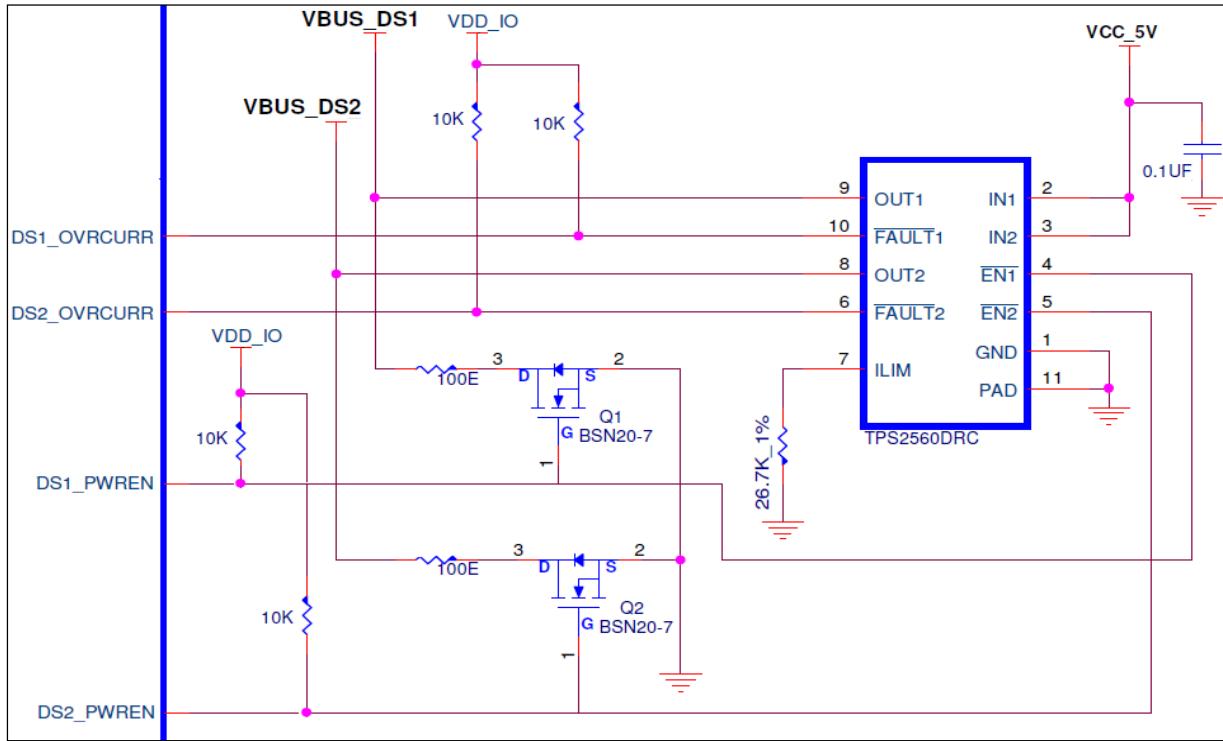 VBUS_DS1
VDD_IO
VCC_5V
VBUS_DS2
10K
10K
0.1UF
9
OUT1
IN1
2
DS1_OVRCURR
10
FAULT1
IN2
3
8
OUT2
EN1
4
DS2_OVRCURR
6
FAULT2
EN2
5
VDD_IO
7
ILIM
GND
1
PAD
11
TPS2560DRC
3
2
100E
D
S
Q1
BSN20-7
G
1
10K
26.7K_1%
DS1_PWREN
3
2
100E
D
S
Q2
BSN20-7
G
1
10K
DS2_PWREN